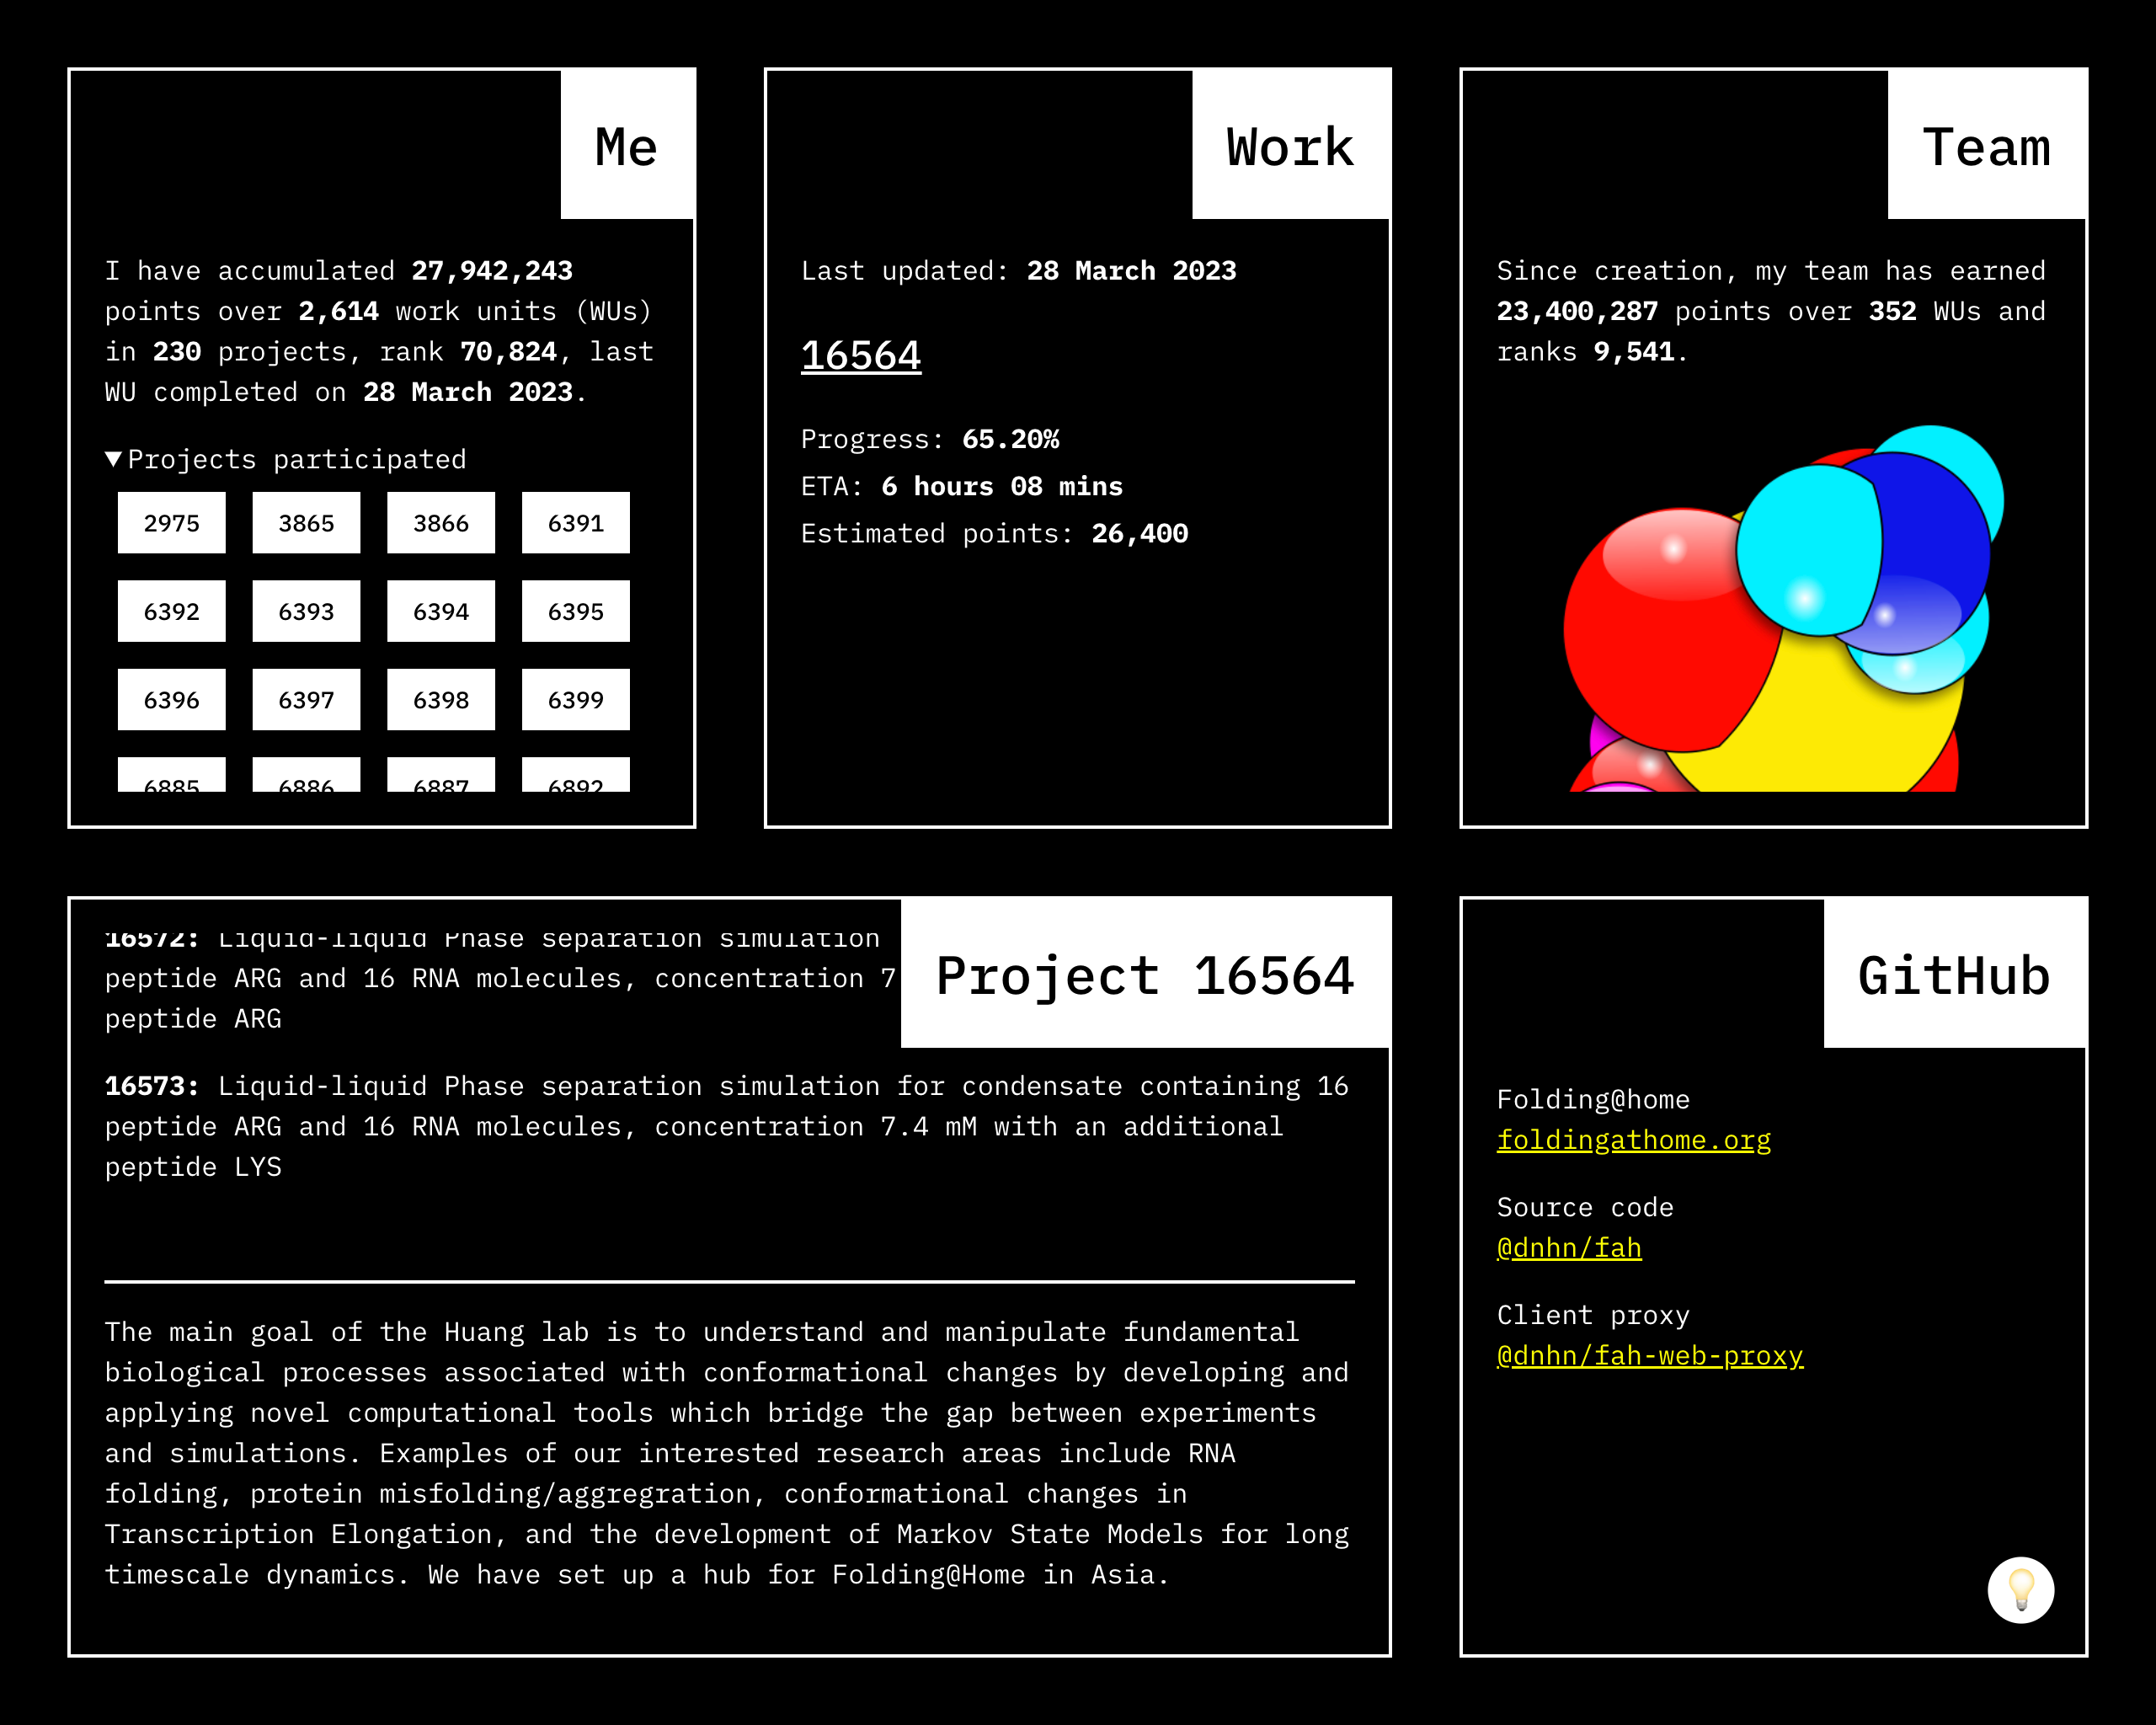 Me
I have accumulated 27,942,243
points over 2,614 work units (WUs)
in 230 projects, rank 70,824, last
WU completed on 28 March 2023.
▼Projects participated
2975 3865 3866 6391
6392 6393 6394 6395
6396 6397 6398 6399
6885 6886 6887 6892
Work
Last updated: 28 March 2023
16564
Progress: 65.20%
ETA: 6 hours 08 mins
Estimated points: 26,400
Team
Since creation, my team has earned
23,400,287 points over 352 WUs and
ranks 9,541.
Project 16564
16572: Liquid-liquid Phase separation simulation
peptide ARG and 16 RNA molecules, concentration 7
peptide ARG
16573: Liquid-liquid Phase separation simulation for condensate containing 16
peptide ARG and 16 RNA molecules, concentration 7.4 mM with an additional
peptide LYS
The main goal of the Huang lab is to understand and manipulate fundamental
biological processes associated with conformational changes by developing and
applying novel computational tools which bridge the gap between experiments
and simulations. Examples of our interested research areas include RNA
folding, protein misfolding/aggregration, conformational changes in
Transcription Elongation, and the development of Markov State Models for long
timescale dynamics. We have set up a hub for Folding@Home in Asia.
GitHub
Folding@home
foldingathome.org
Source code
@dnhn/fah
Client proxy
@dnhn/fah-web-proxy